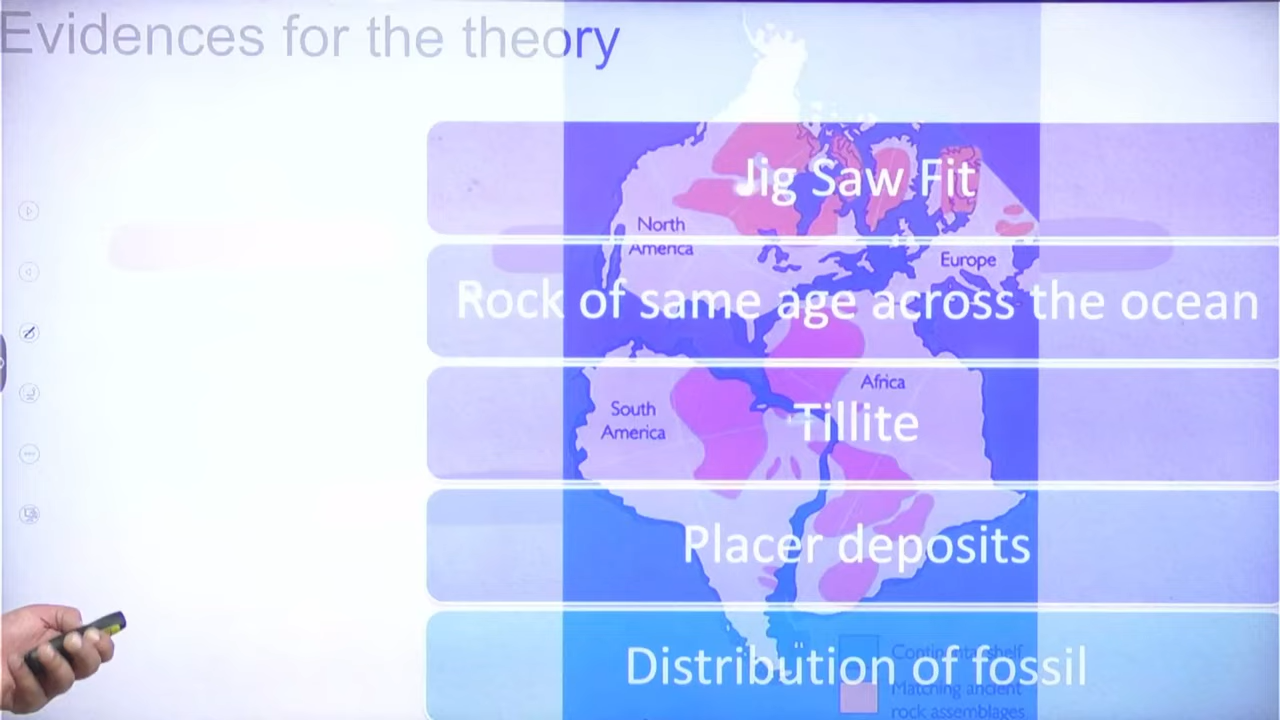 Evidences for the theory
Jig Saw Fit
North
America
Europe
Rock of same age across the ocean
Africa
South
America
Tillite
Placer deposits
Distribution of fossil
Continental shelf
Matching ancient
rock assemblages